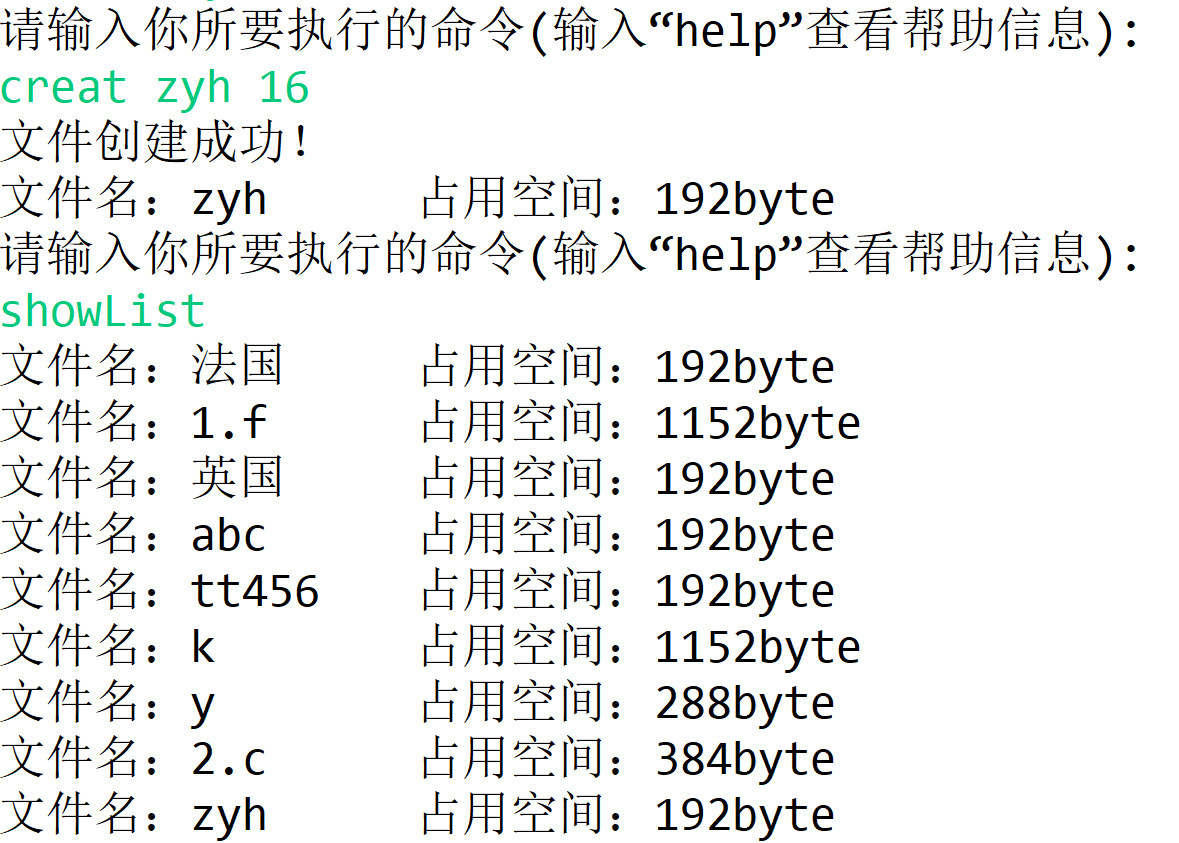 请输入你所要执行的命令(输入“help”查看帮助信息):
creat zyh 16
文件创建成功!
文件名：zyh 占用空间：192byte
请输入你所要执行的命令(输入“help”查看帮助信息):
showList
文件名：法国 占用空间：192byte
文件名：1.f 占用空间：1152byte
文件名：英国 占用空间：192byte
文件名：abc 占用空间：192byte
文件名：tt456 占用空间：192byte
文件名：k 占用空间：1152byte
文件名：y 占用空间：288byte
文件名：2.c 占用空间：384byte
文件名：zyh 占用空间：192byte